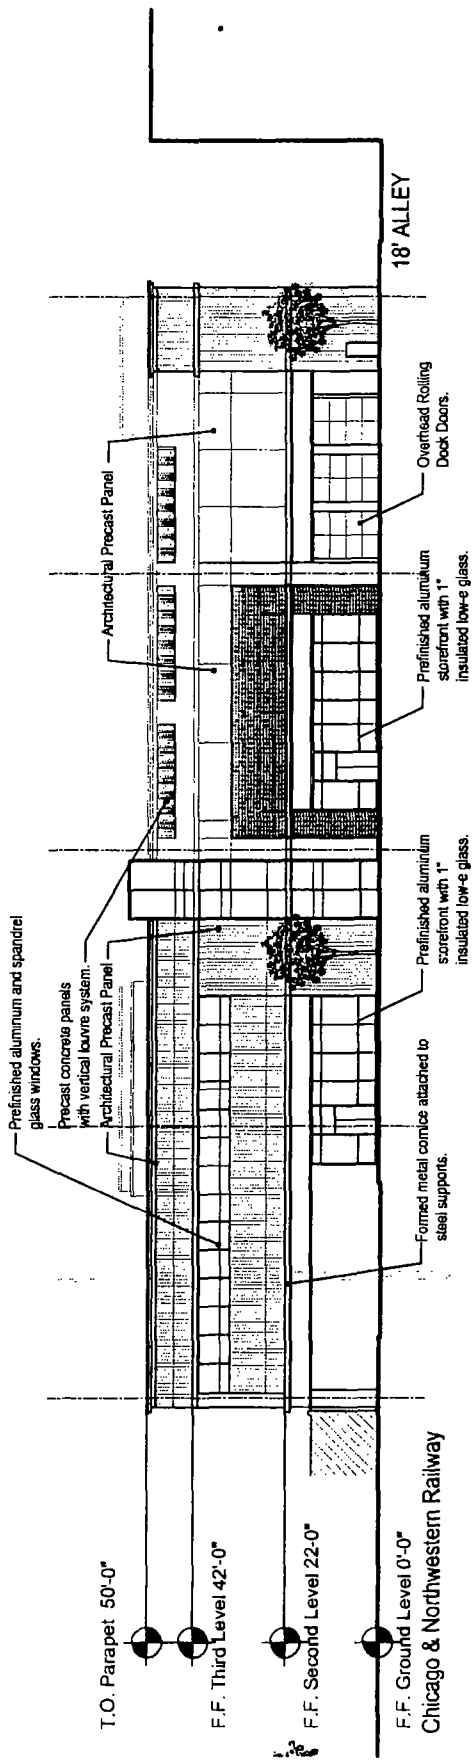 Prefinished aluminum and spandrel
glass windows.
Precast concrete panels
with vertical louvre system.
Architectural Precast Panel
Architectural Precast Panel
T.O. Parapet 50'-0"
F.F. Third Level 42'-0"
F.F. Second Level 22-0"
F.F. Ground Level 0'-0"
Chicago & Northwestern Railway
Formed metal cornice attached to
steel supports.
Prefinished aluminum
storefront with 1"
insulated low-e glass.
Prefinished aluminum
storefront with 1"
insulated low-e glass.
Overhead Rolling
Dock Doors.
18' ALLEY